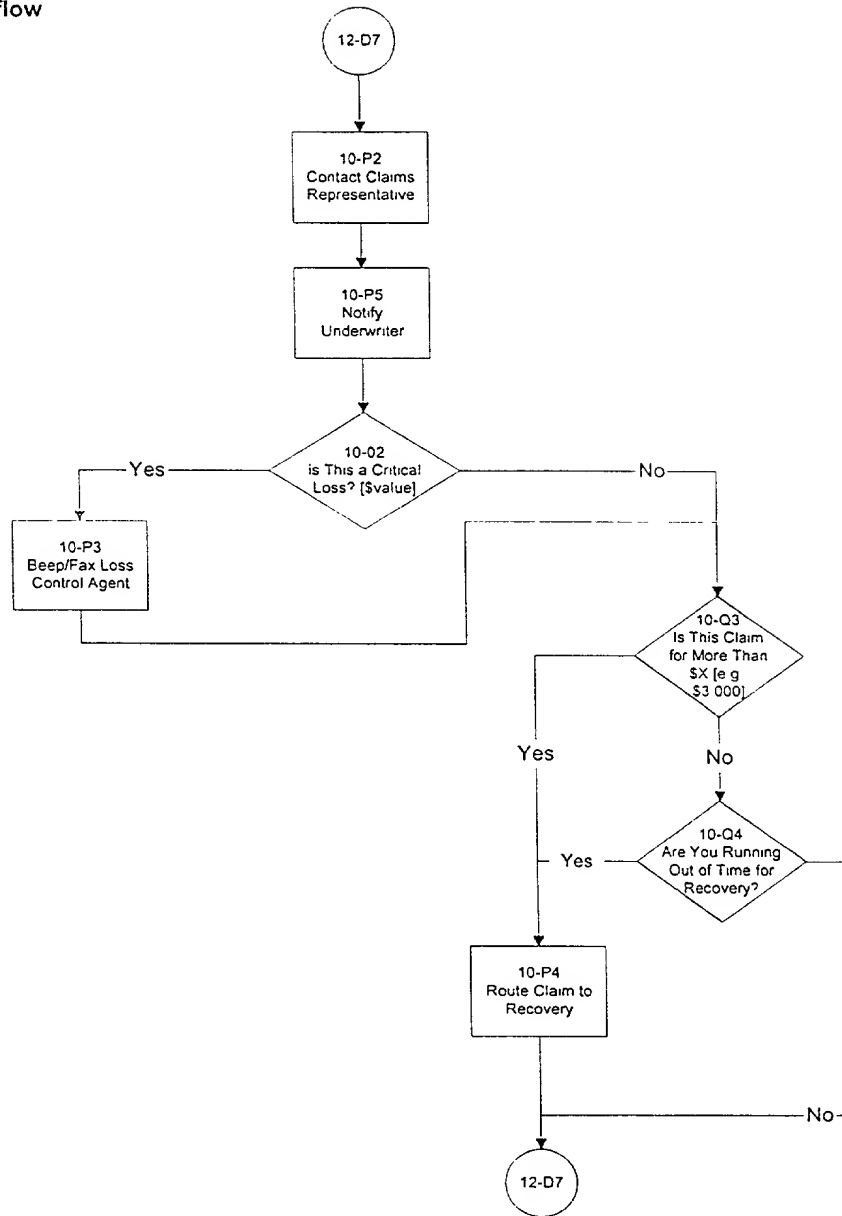 flow
12-D7
10-P2
Contact Claims
Representative
10-P5
Notify
Underwriter
10-02
is This a Critical
Loss? [$value]
Yes
No
10-P3
Beep/Fax Loss
Control Agent
10-Q3
Is This Claim
for More Than
$X [e g
$3 000]
Yes
No
10-Q4
Are You Running
Out of Time for
Recovery?
Yes
10-P4
Route Claim to
Recovery
No
12-D7